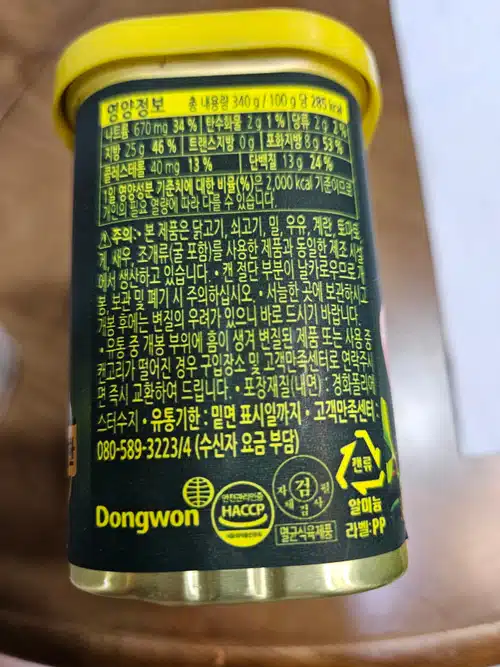 영양정보 총 내용량 340 g / 100 g 당 285 kcal
나트륨 670 mg 34 % 탄수화물 2 g 1 % 당류 2 g 2 %
지방 25 g 46 % 트랜스지방 0 g 포화지방 8 g 53 %
콜레스테롤 40 mg 13 % 단백질 13 g 24 %
1일 영양성분 기준치에 대한 비율(%)은 2,000 kcal 기준이므로
개인의 필요 열량에 따라 다를 수 있습니다.
주의: • 본 제품은 닭고기, 쇠고기, 밀, 우유, 계란, 토마토,
게, 새우, 조개류(굴 포함)를 사용한 제품과 동일한 제조 시설
에서 생산하고 있습니다. • 캔 절단 부분이 날카로우므로 개
봉, 보관 및 폐기 시 주의하십시오. • 서늘한 곳에 보관하시고
개봉 후에는 변질의 우려가 있으니 바로 드시기 바랍니다.
• 유통 중 개봉 부위에 흠이 생겨 변질된 제품 또는 사용 중
캔고리가 떨어진 경우 구입장소 및 고객만족센터로 연락주시
면 즉시 교환하여 드립니다. • 포장재질(내면) : 경화폴리에
스터수지 • 유통기한 : 밑면 표시일까지 • 고객만족센터 :
080-589-3223/4 (수신자 요금 부담)
Dongwon
안전관리인증
HACCP
검
멸균식육제품
캔류
알미늄
라벨:PP